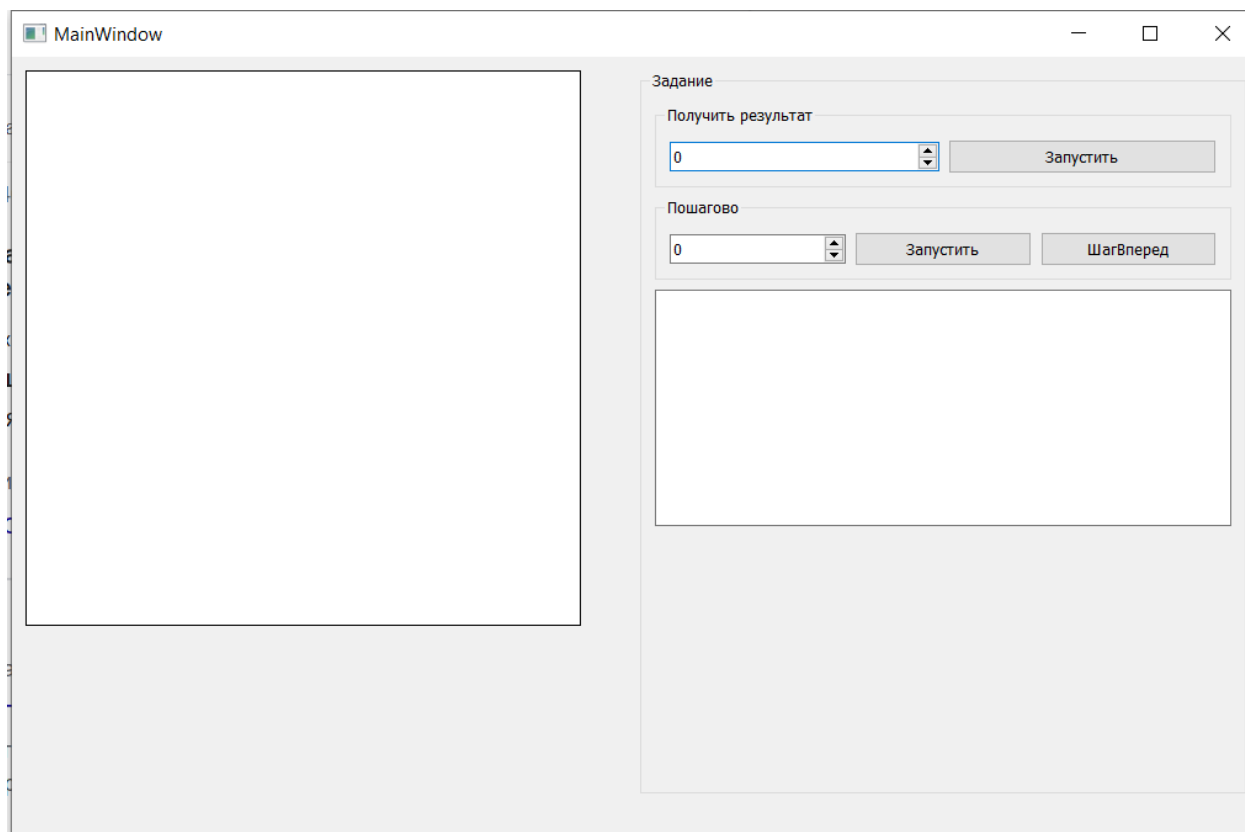 MainWindow
Задание
Получить результат
0 Запустить
Пошагово
0 Запустить ШагВперед